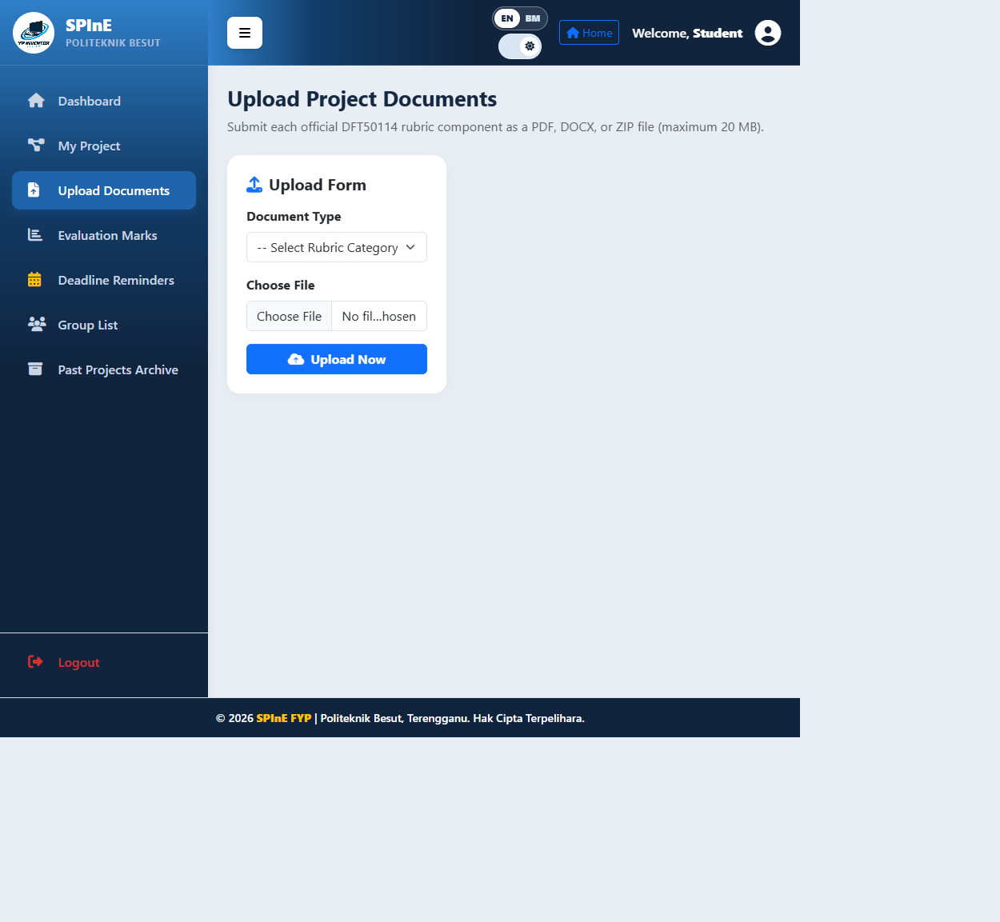 SPInE
POLITEKNIK BESUT
EN BM
Home
Welcome, Student
Dashboard
My Project
Upload Documents
Evaluation Marks
Deadline Reminders
Group List
Past Projects Archive
Logout
Upload Project Documents
Submit each official DFT50114 rubric component as a PDF, DOCX, or ZIP file (maximum 20 MB).
Upload Form
Document Type
-- Select Rubric Category
Choose File
Choose File No fil...hosen
Upload Now
© 2026 SPInE FYP | Politeknik Besut, Terengganu. Hak Cipta Terpelihara.